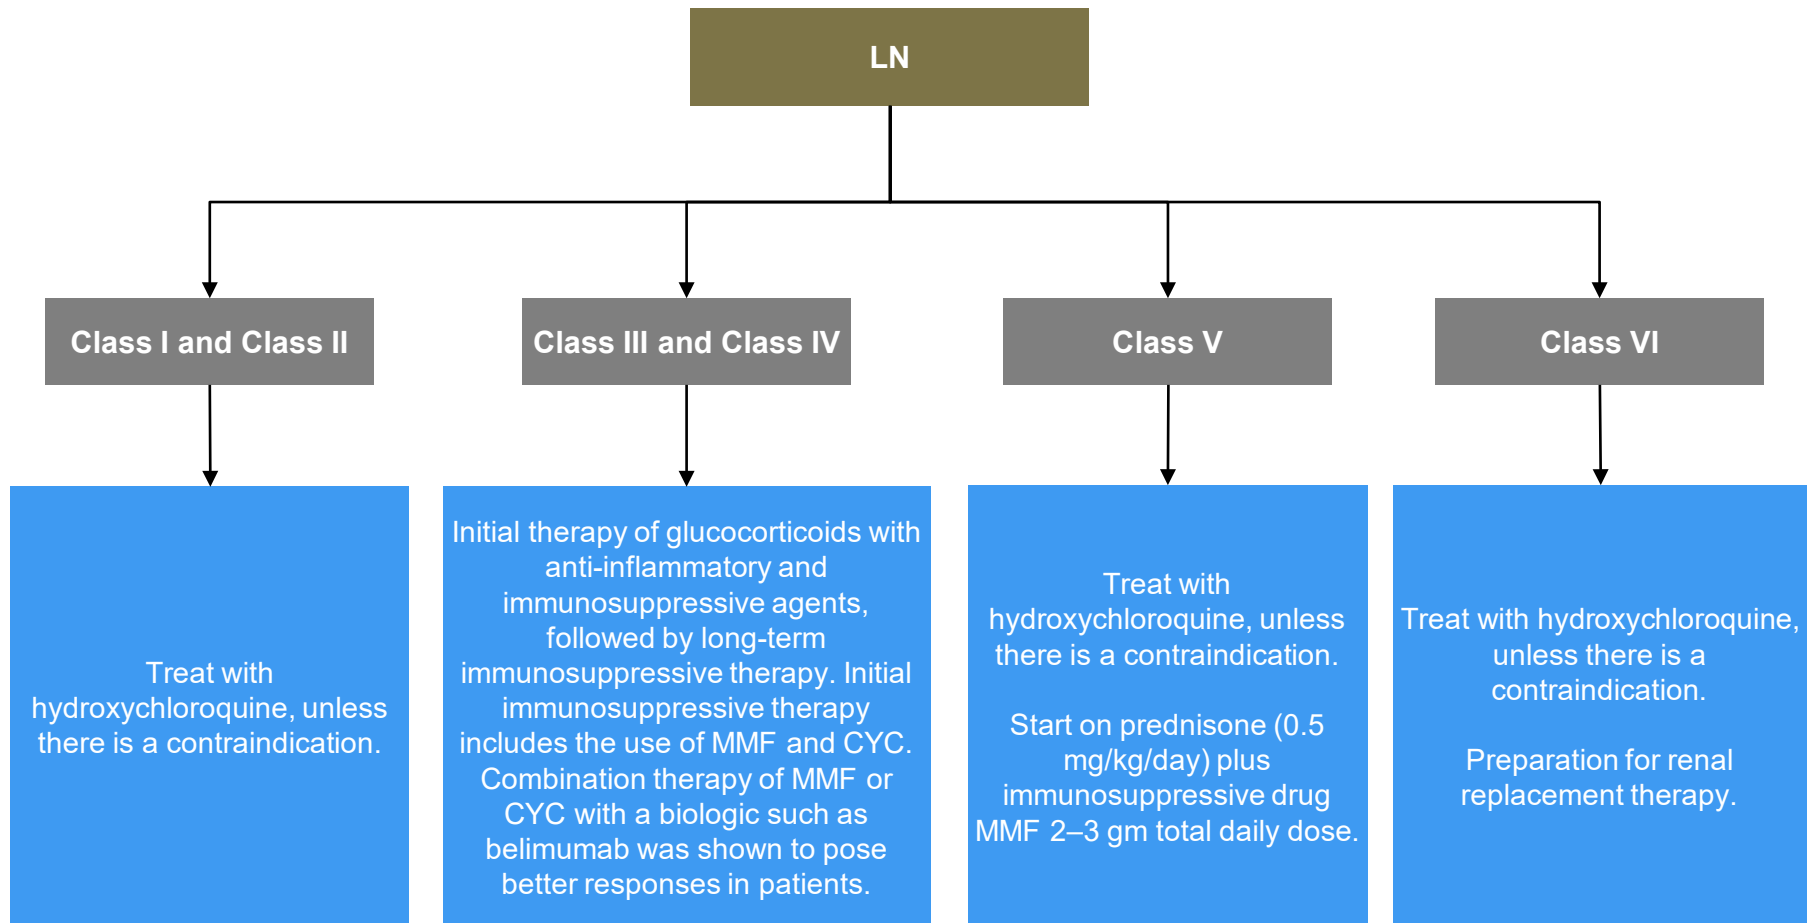 LN
Class I and Class II
Class III and Class IV
Class V
Class VI
Treat with
hydroxychloroquine, unless
there is a contraindication.
Initial therapy of glucocorticoids with
anti-inflammatory and
immunosuppressive agents,
followed by long-term
immunosuppressive therapy. Initial
immunosuppressive therapy
includes the use of MMF and CYC.
Combination therapy of MMF or
CYC with a biologic such as
belimumab was shown to pose
better responses in patients.
Treat with
hydroxychloroquine, unless
there is a contraindication.
Start on prednisone (0.5
mg/kg/day) plus
immunosuppressive drug
MMF 2–3 gm total daily dose.
Treat with hydroxychloroquine,
unless there is a
contraindication.
Preparation for renal
replacement therapy.